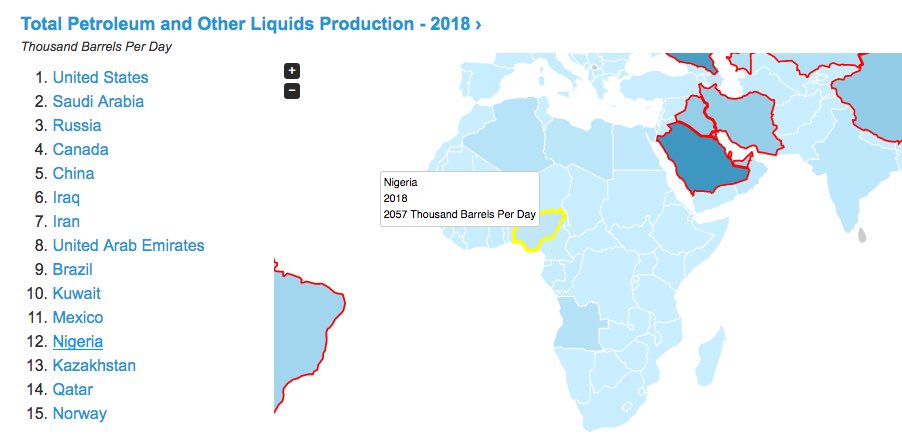 Total Petroleum and Other Liquids Production - 2018 ›
Thousand Barrels Per Day
1. United States
2. Saudi Arabia
3. Russia
4. Canada
5. China
6. Iraq
7. Iran
8. United Arab Emirates
9. Brazil
10. Kuwait
11. Mexico
12. Nigeria
13. Kazakhstan
14. Qatar
15. Norway
+
−
Nigeria
2018
2057 Thousand Barrels Per Day